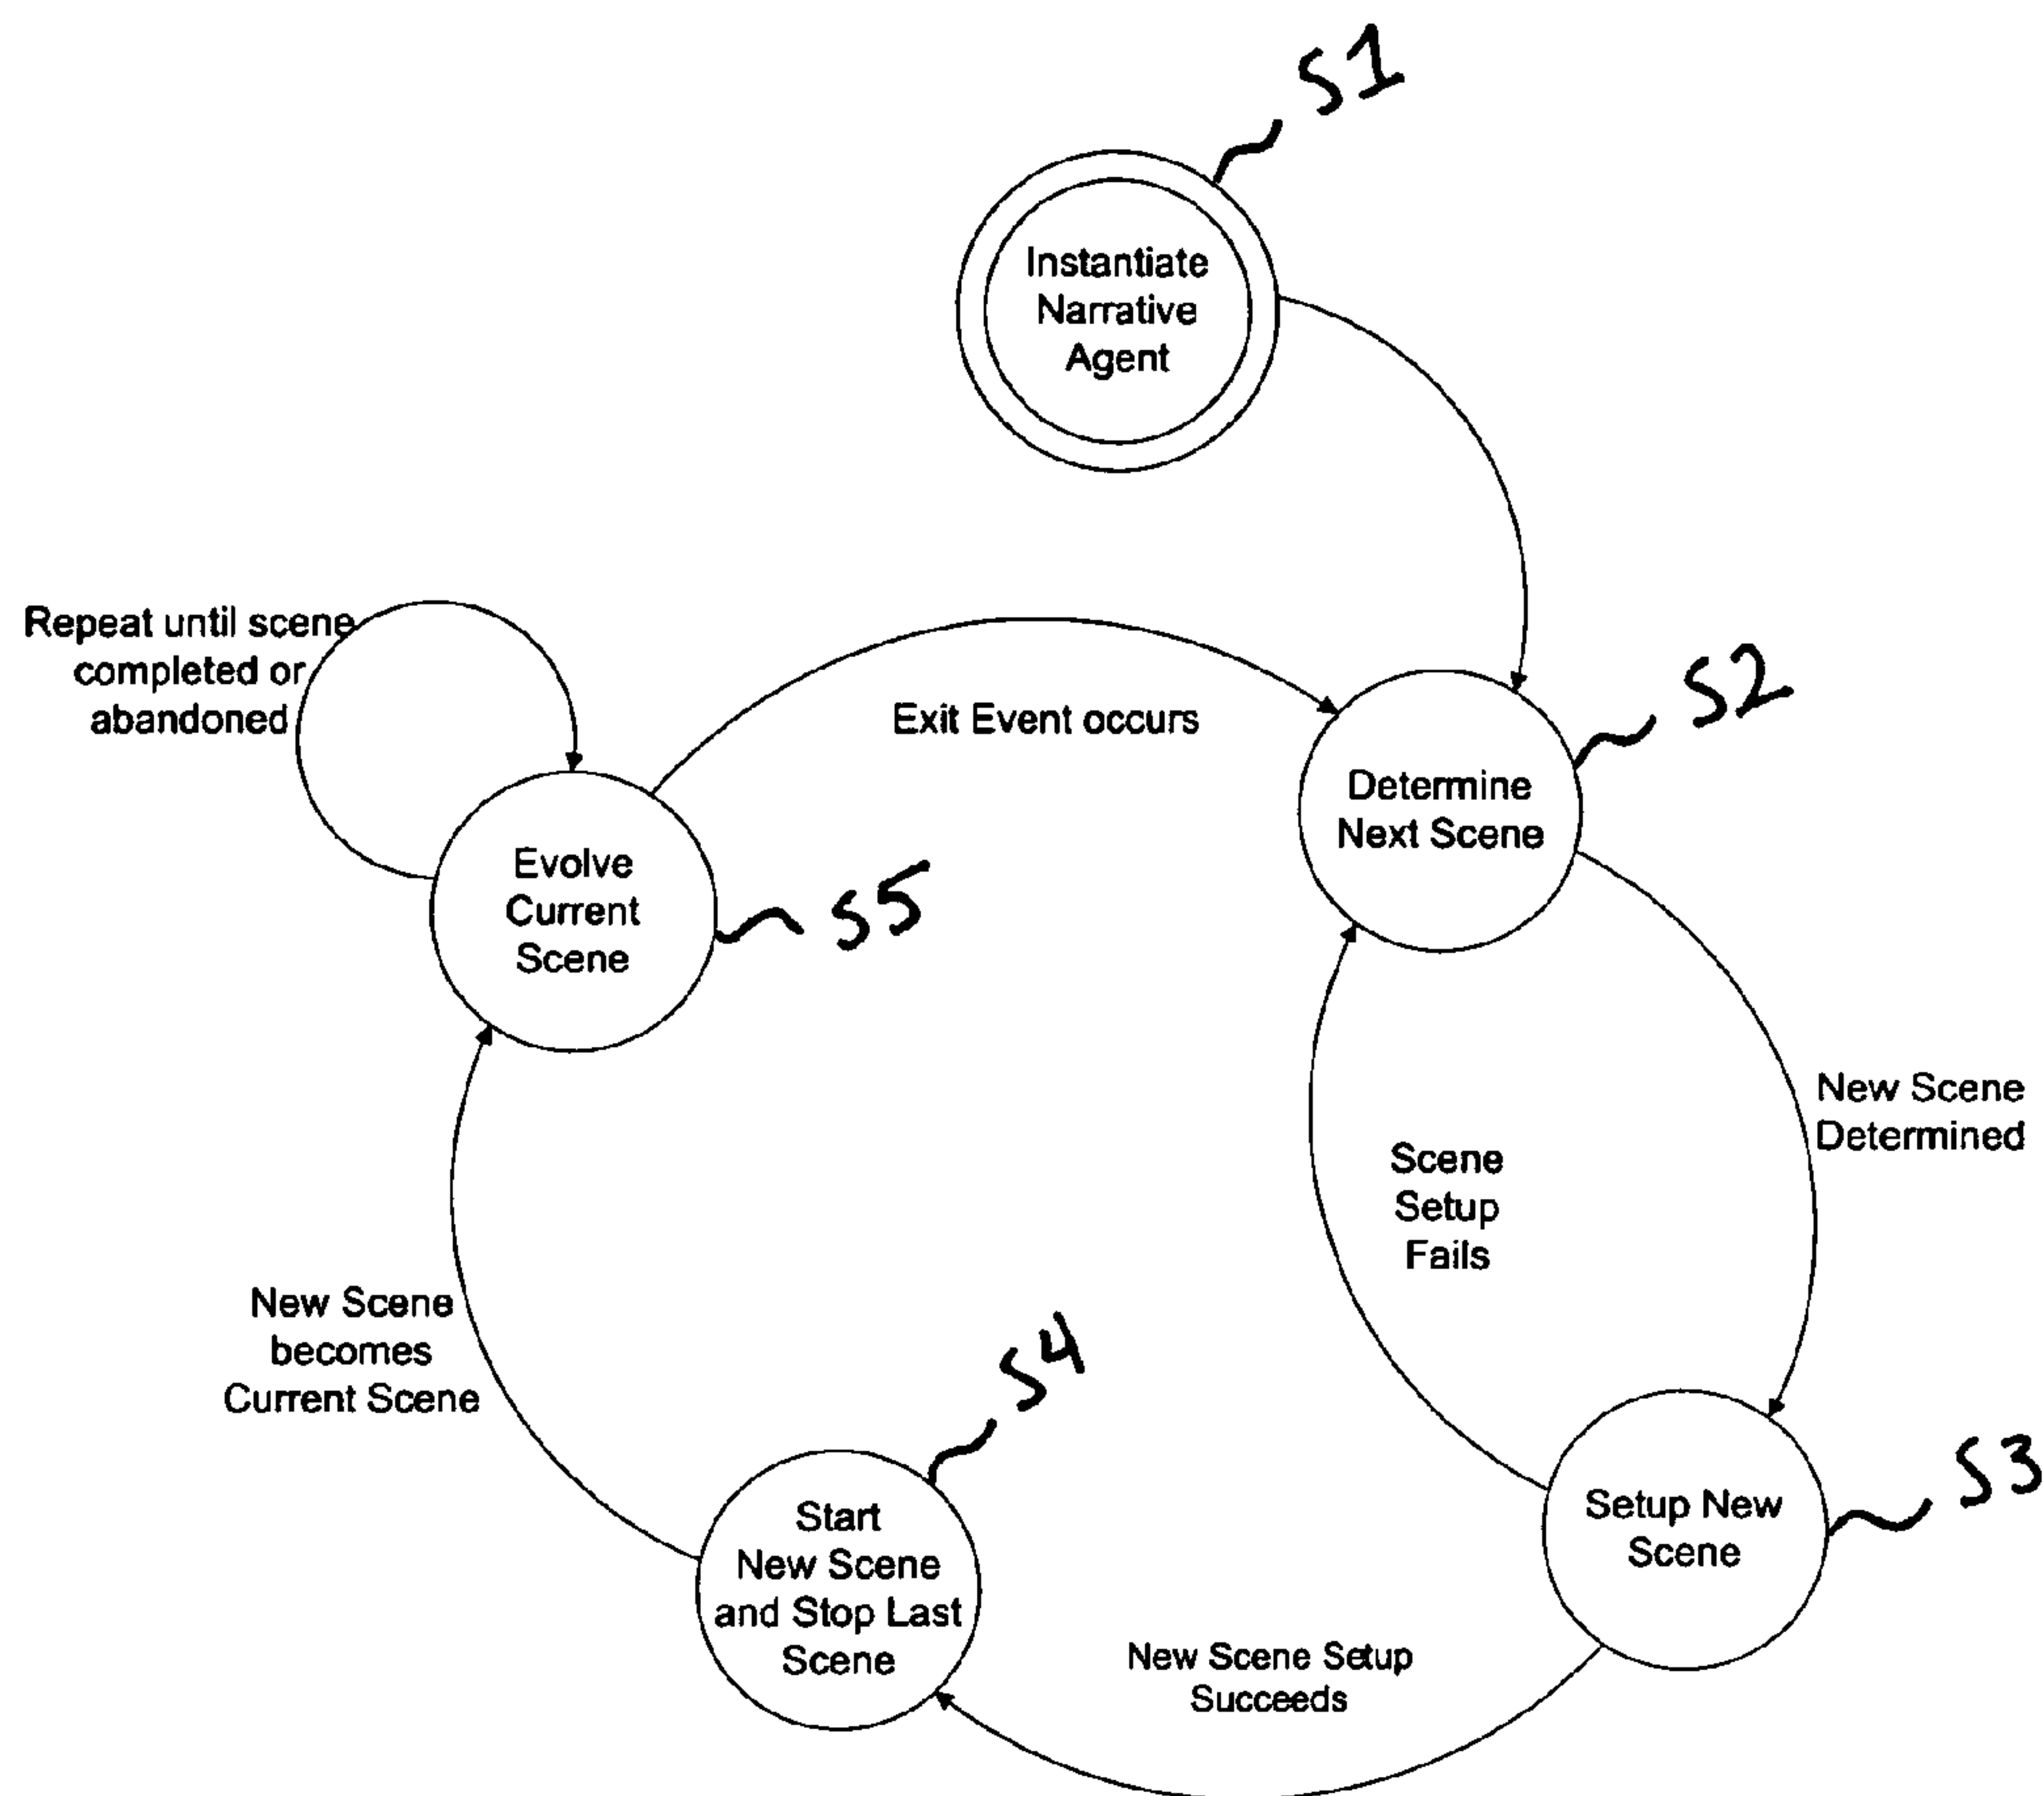 S1
Instantiate
Narrative
Agent
Repeat until scene
completed or
abandoned
Exit Event occurs
S2
Determine
Next Scene
Evolve
Current
Scene
S5
New Scene
Determined
Scene
Setup
Fails
New Scene
becomes
Current Scene
S4
Start
New Scene
and Stop Last
Scene
Setup New
Scene
S3
New Scene Setup
Succeeds